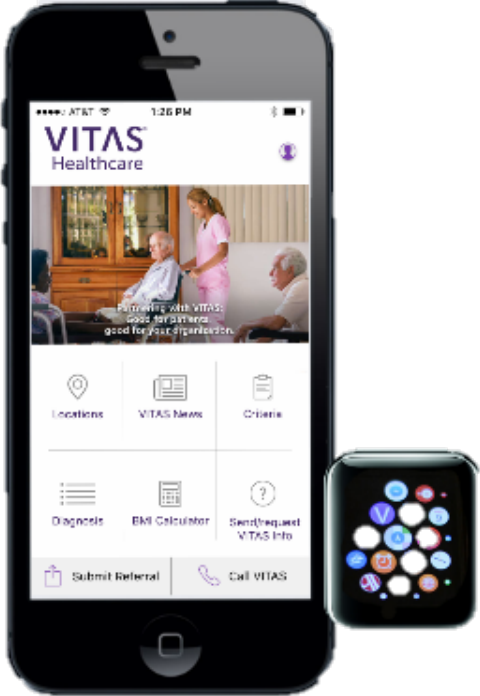 AT&T 1:26 PM
VITAS
Healthcare
Partnering with VITAS:
Good for patients,
good for your organization.
Locations VITAS News Criteria
Diagnosis BMI Calculator Send/request
VITAS Info
Submit Referral Call VITAS
V